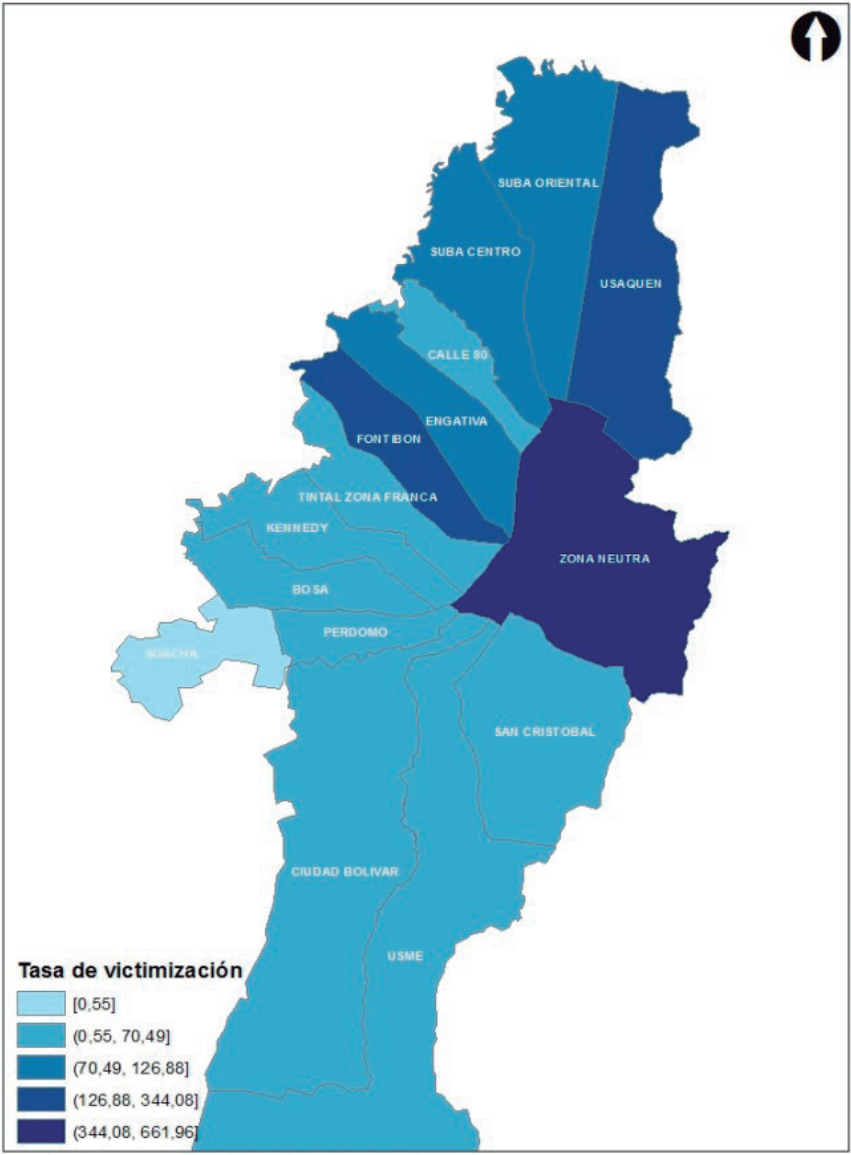 SUBA ORIENTAL
SUBA CENTRO
USAQUEN
CALLE 80
ENGATIVA
FONTIBON
TINTAL ZONA FRANCA
KENNEDY
ZONA NEUTRA
BOSA
PERDOMO
SOACHA
SAN CRISTOBAL
CIUDAD BOLIVAR
USME
Tasa de victimización
[0,55]
(0,55, 70,49]
(70,49, 126,88]
(126,88, 344,08]
(344,08, 661,96]